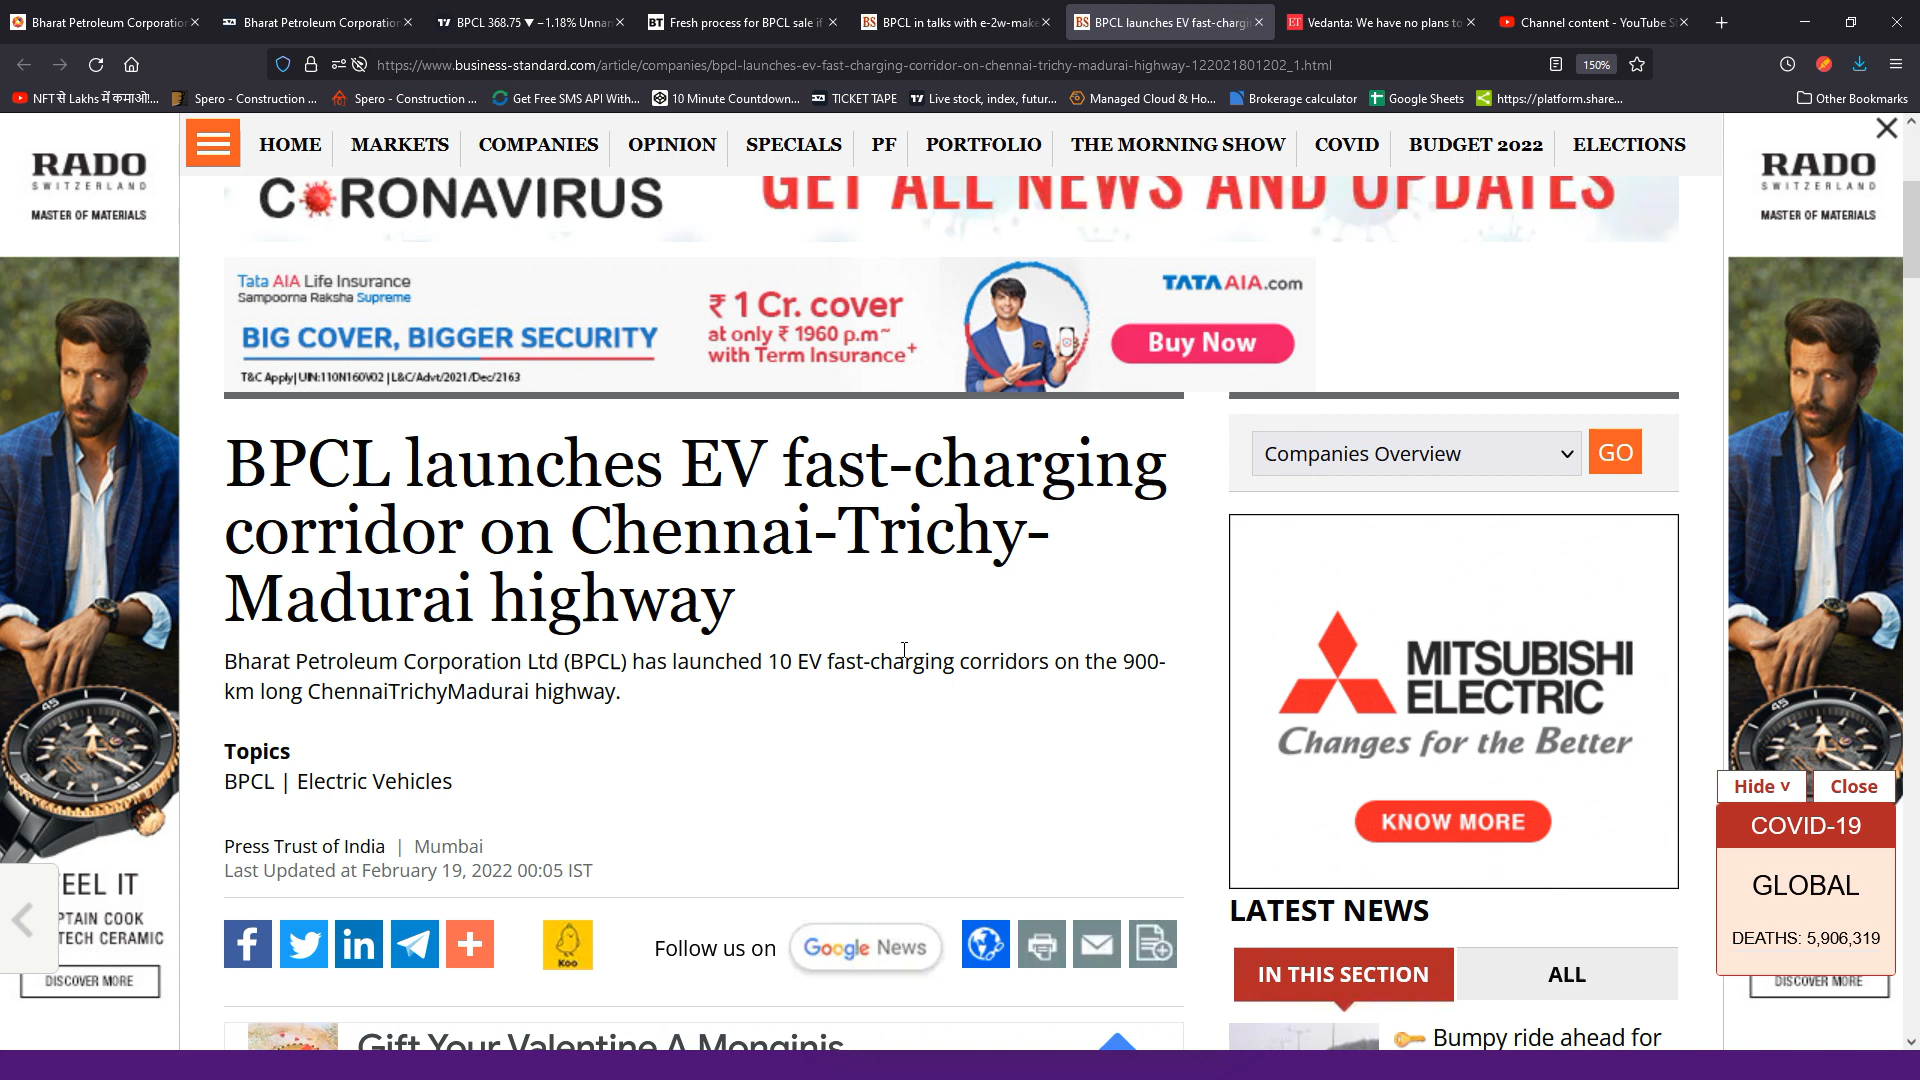 Bharat Petroleum Corporation
Bharat Petroleum Corporation
BPCL 368.75 ▼ −1.18% Unnam
Fresh process for BPCL sale if
BPCL in talks with e-2w-make
BPCL launches EV fast-chargin
Vedanta: We have no plans to
Channel content - YouTube S
https://www.business-standard.com/article/companies/bpcl-launches-ev-fast-charging-corridor-on-chennai-trichy-madurai-highway-122021801202_1.html
150%
NFT से Lakhs में कमाओ!...
Spero - Construction ...
Spero - Construction ...
Get Free SMS API With...
10 Minute Countdown...
TICKET TAPE
Live stock, index, futur...
Managed Cloud & Ho...
Brokerage calculator
Google Sheets
https://platform.share...
Other Bookmarks
HOME
MARKETS
COMPANIES
OPINION
SPECIALS
PF
PORTFOLIO
THE MORNING SHOW
COVID
BUDGET 2022
ELECTIONS
RADO
SWITZERLAND
MASTER OF MATERIALS
CORONAVIRUS
GET ALL NEWS AND UPDATES
RADO
SWITZERLAND
MASTER OF MATERIALS
Tata AIA Life Insurance
Sampoorna Raksha Supreme
BIG COVER, BIGGER SECURITY
T&C Apply|UIN:110N160V02 |L&C/Advt/2021/Dec/2163
₹ 1 Cr. cover
at only ₹ 1960 p.m~
with Term Insurance+
TATA AIA.com
Buy Now
BPCL launches EV fast-charging
corridor on Chennai-Trichy-
Madurai highway
Bharat Petroleum Corporation Ltd (BPCL) has launched 10 EV fast-charging corridors on the 900-
km long ChennaiTrichyMadurai highway.
Topics
BPCL | Electric Vehicles
Press Trust of India | Mumbai
Last Updated at February 19, 2022 00:05 IST
Koo
Follow us on
Google News
Gift Your Valentine A Monginis
Companies Overview
GO
MITSUBISHI
ELECTRIC
Changes for the Better
KNOW MORE
LATEST NEWS
IN THIS SECTION
ALL
Bumpy ride ahead for
EEL IT
PTAIN COOK
TECH CERAMIC
DISCOVER MORE
Hide v
Close
COVID-19
GLOBAL
DEATHS: 5,906,319
DISCOVER MORE